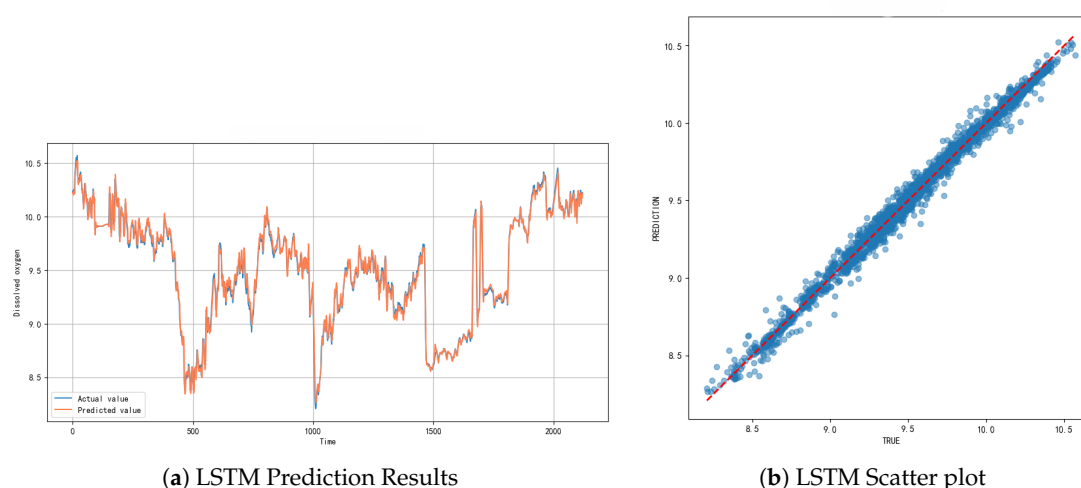 10.5
10.0
9.5
9.0
8.5
Dissolved oxygen
Actual value
Predicted value
0
500
1000
1500
2000
Time
(a) LSTM Prediction Results
10.5
10.0
9.5
9.0
8.5
PREDICTION
8.5
9.0
9.5
10.0
10.5
TRUE
(b) LSTM Scatter plot